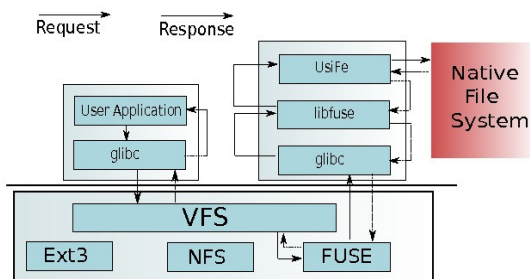 Request
Response
User Application
glibc
UsiFe
libfuse
glibc
Native
File
System
VFS
Ext3
NFS
FUSE